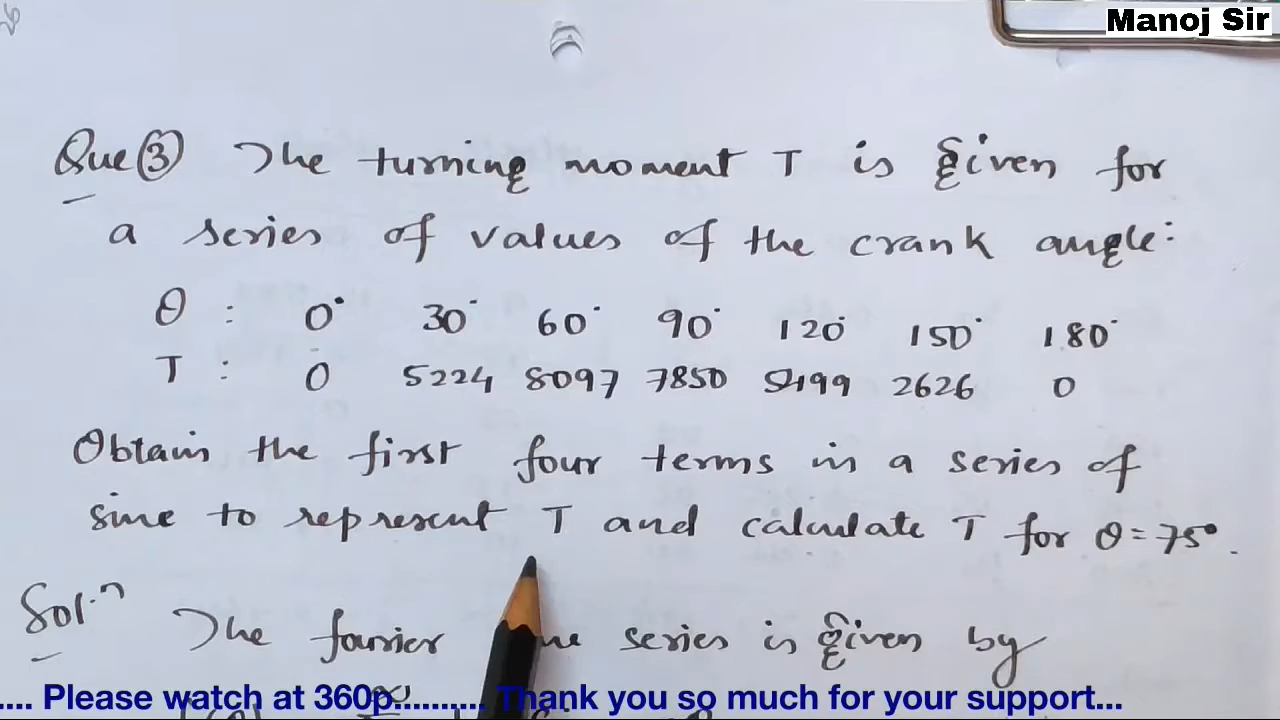 Manoj Sir
Que ③ The turning moment T is given for
a series of values of the crank angle:
θ : 0° 30° 60° 90° 120° 150° 180°
T : 0 5224 8097 7850 5499 2626 0
Obtain the first four terms in a series of
sine to represent T and calculate T for θ = 75°.
Sol.ⁿ The fourier series is given by
.... Please watch at 360p.......... Thank you so much for your support...